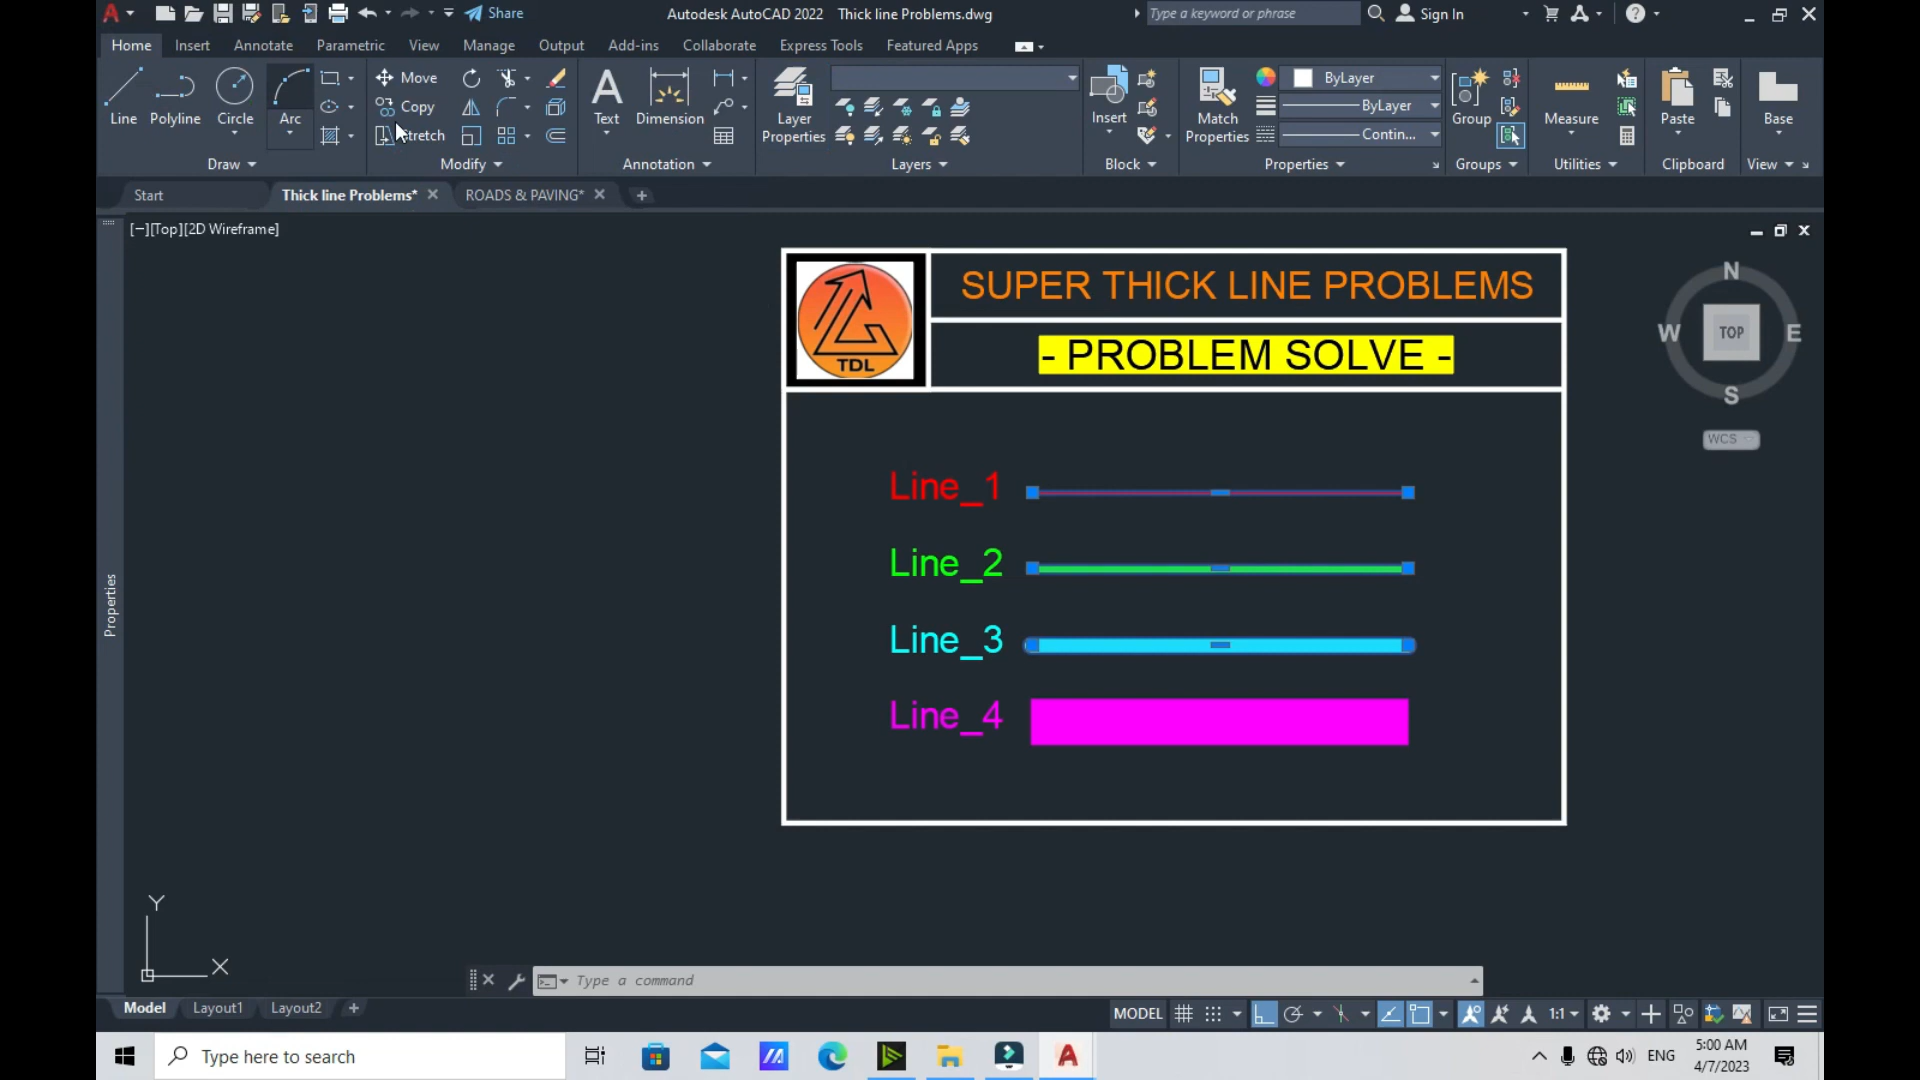 Share
Autodesk AutoCAD 2022 Thick line Problems.dwg
Type a keyword or phrase
Sign In
Home Insert Annotate Parametric View Manage Output Add-ins Collaborate Express Tools Featured Apps
Line Polyline Circle Arc
Move
Copy
Stretch
Text Dimension
Layer Properties
Insert
Match Properties
ByLayer
ByLayer
Contin...
Group
Measure
Paste
Base
Draw Modify Annotation Layers Block Properties Groups Utilities Clipboard View
Start Thick line Problems* ROADS & PAVING*
[−][Top][2D Wireframe]
SUPER THICK LINE PROBLEMS
- PROBLEM SOLVE -
TDL
N
W TOP E
S
WCS
Line_1
Line_2
Line_3
Line_4
Properties
Y
X
Type a command
Model Layout1 Layout2
MODEL 1:1
Type here to search
ENG
5:00 AM
4/7/2023